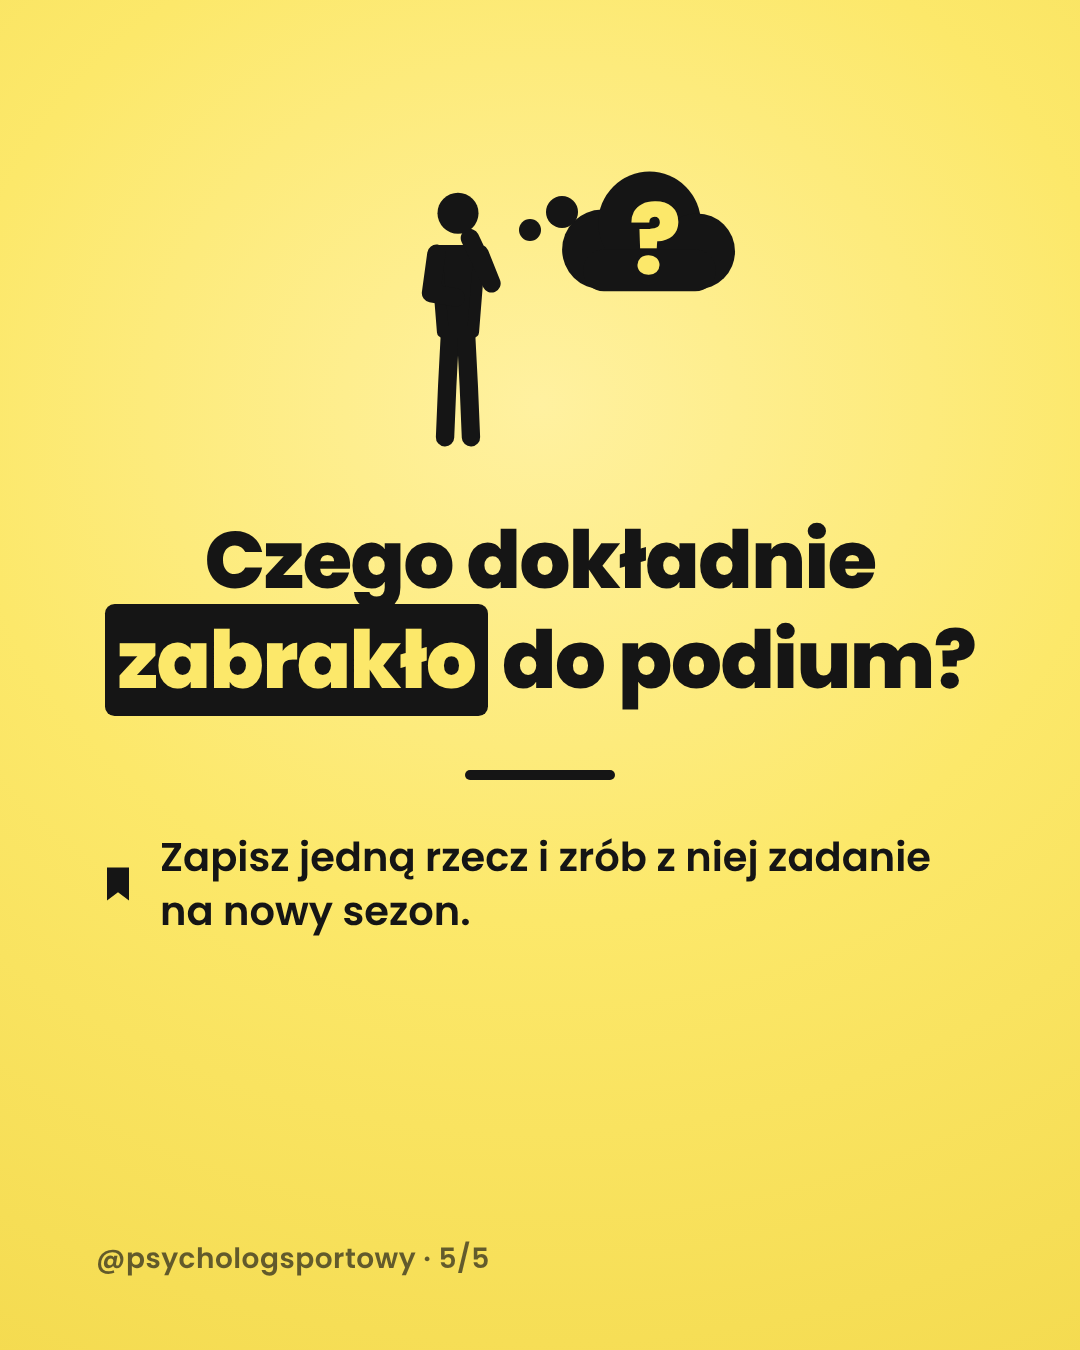 ?
Czego dokładnie
zabrakło do podium?
Zapisz jedną rzecz i zrób z niej zadanie
na nowy sezon.
@psychologsportowy · 5/5